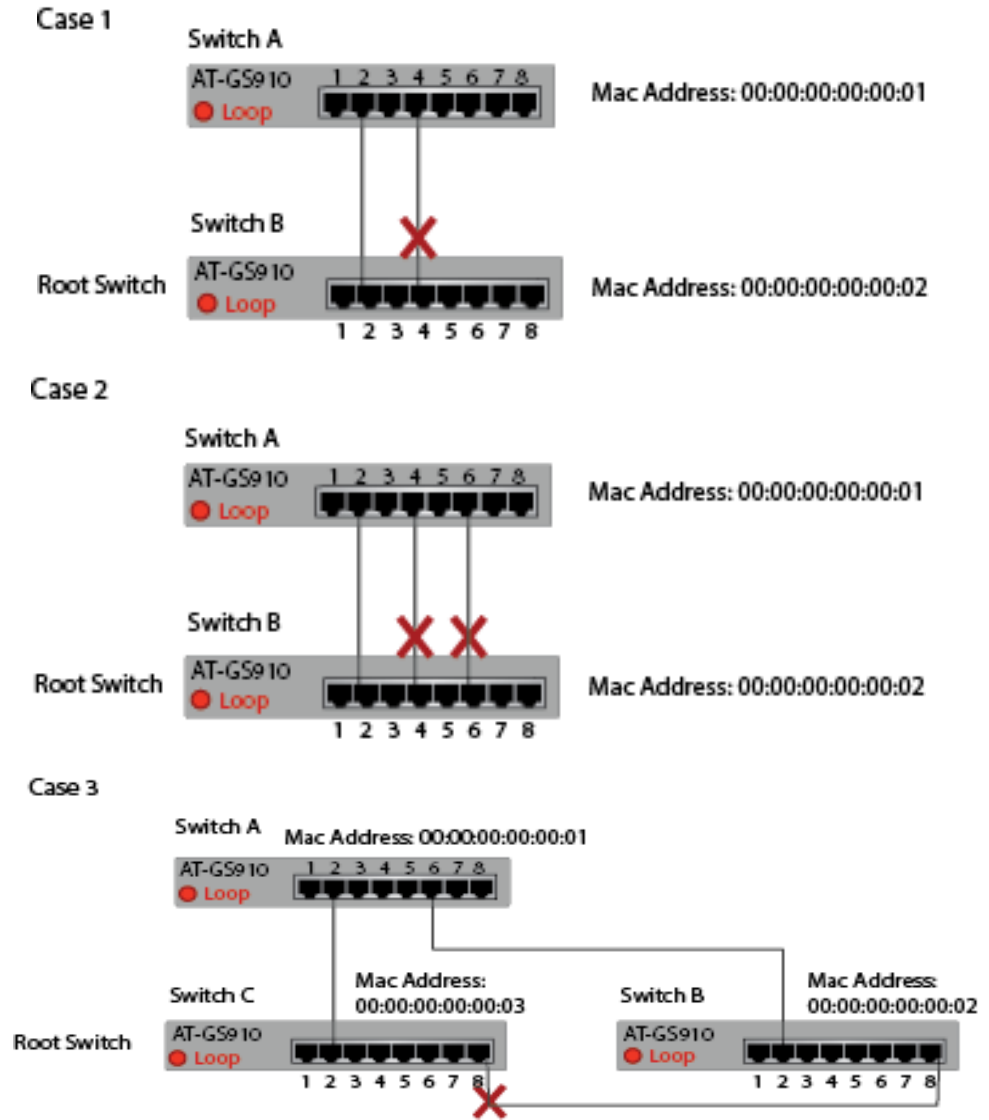 Case 1
Switch A
AT-GS910 1 2 3 4 5 6 7 8
Loop
Mac Address: 00:00:00:00:00:01
Switch B
Root Switch
AT-GS910
Loop
Mac Address: 00:00:00:00:00:02
1 2 3 4 5 6 7 8
Case 2
Switch A
AT-GS910 1 2 3 4 5 6 7 8
Loop
Mac Address: 00:00:00:00:00:01
Switch B
Root Switch
AT-GS910
Loop
Mac Address: 00:00:00:00:00:02
1 2 3 4 5 6 7 8
Case 3
Switch A
Mac Address: 00:00:00:00:00:01
AT-GS910 1 2 3 4 5 6 7 8
Loop
Switch C
Mac Address:
00:00:00:00:00:03
Root Switch
AT-GS910
Loop
1 2 3 4 5 6 7 8
Switch B
Mac Address:
00:00:00:00:00:02
AT-GS910
Loop
1 2 3 4 5 6 7 8